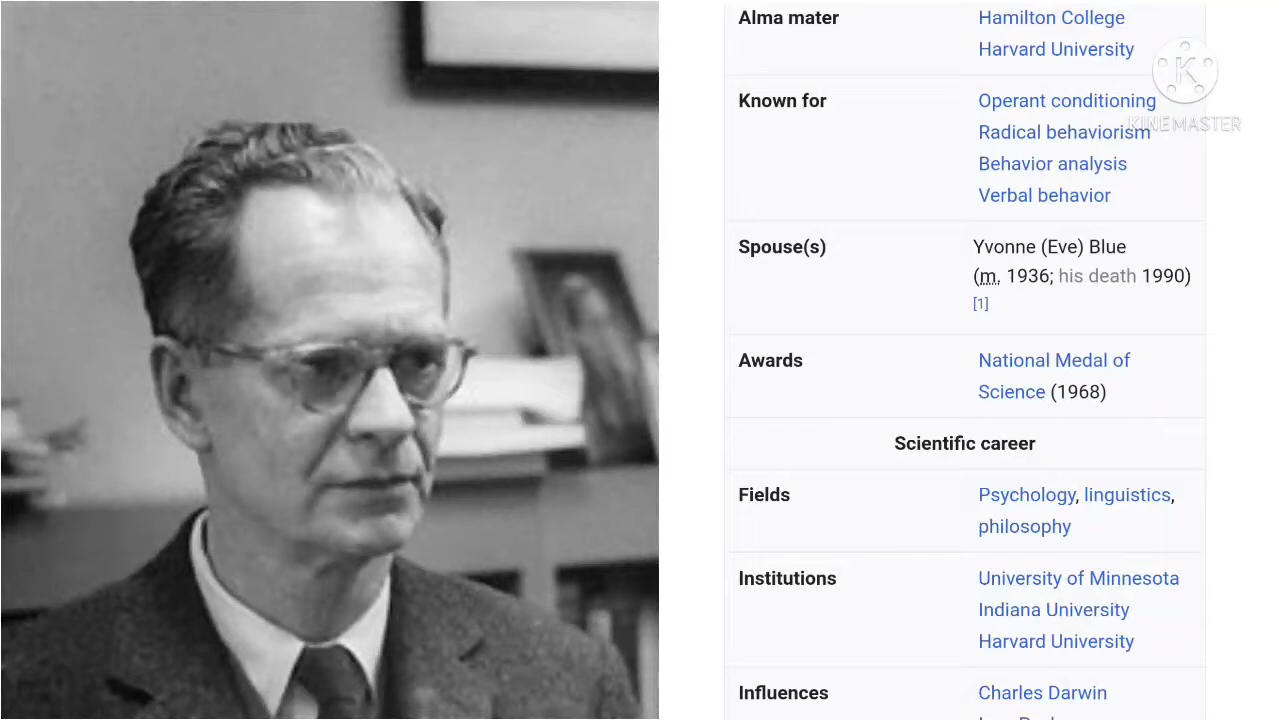 Alma mater
Hamilton College
Harvard University
Known for
Operant conditioning
Radical behaviorism
Behavior analysis
Verbal behavior
Spouse(s)
Yvonne (Eve) Blue
(m. 1936; his death 1990)
[1]
Awards
National Medal of
Science (1968)
Scientific career
Fields
Psychology, linguistics,
philosophy
Institutions
University of Minnesota
Indiana University
Harvard University
Influences
Charles Darwin
K
KINEMASTER